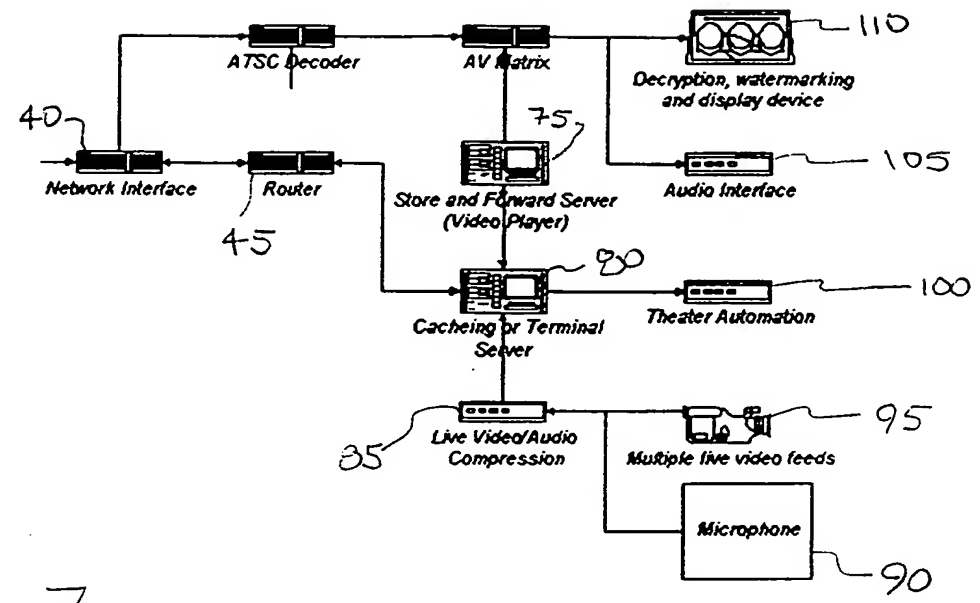 110
ATSC Decoder
AV Matrix
Decryption, watermarking
and display device
40
75
105
Network Interface
Router
Store and Forward Server
(Video Player)
Audio Interface
45
80
100
Cacheing or Terminal
Server
Theater Automation
95
85
Live Video/Audio
Compression
Multiple live video feeds
Microphone
90